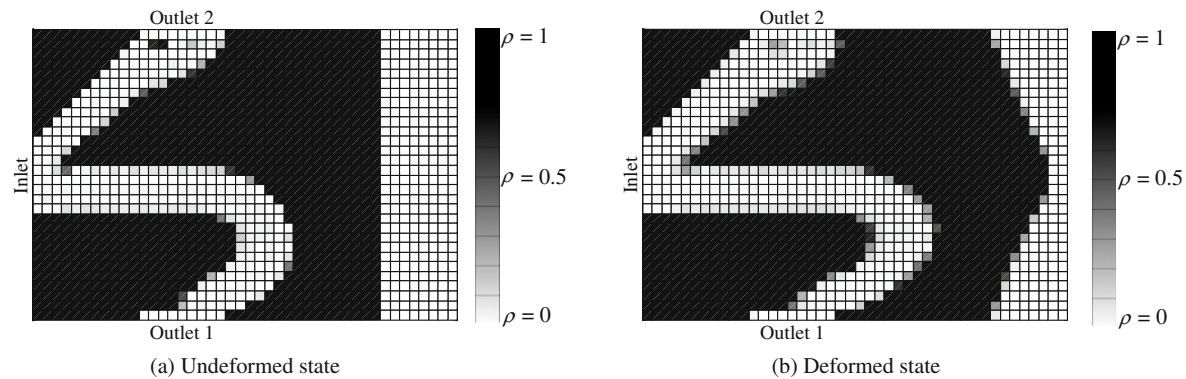 Outlet 2
Inlet
Outlet 1
ρ = 1
ρ = 0.5
ρ = 0
(a) Undeformed state
Outlet 2
Inlet
Outlet 1
ρ = 1
ρ = 0.5
ρ = 0
(b) Deformed state